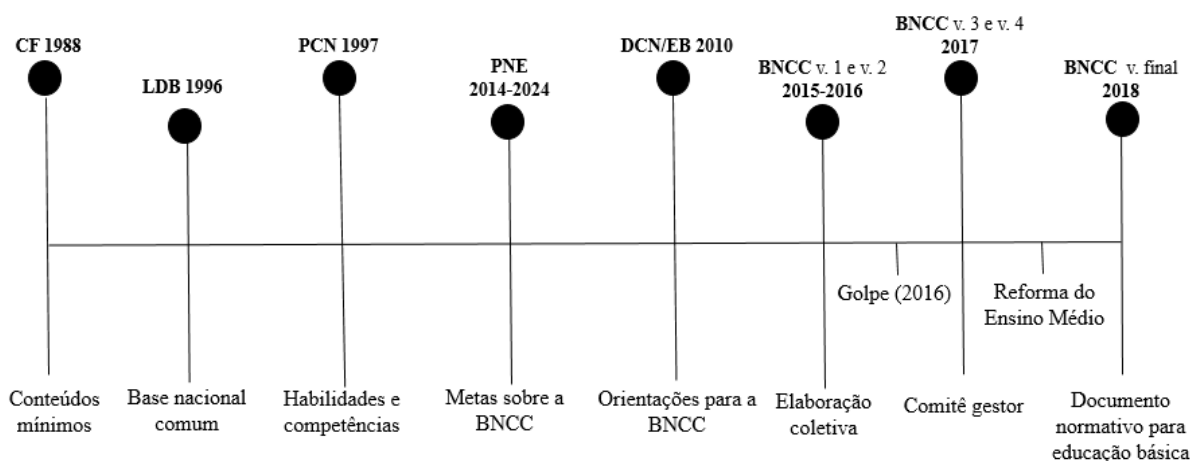 CF 1988
LDB 1996
PCN 1997
PNE
2014-2024
DCN/EB 2010
BNCC v. 1 e v. 2
2015-2016
BNCC v. 3 e v. 4
2017
BNCC v. final
2018
Golpe (2016)
Reforma do
Ensino Médio
Conteúdos
mínimos
Base nacional
comum
Habilidades e
competências
Metas sobre a
BNCC
Orientações para a
BNCC
Elaboração
coletiva
Comitê gestor
Documento
normativo para
educação básica